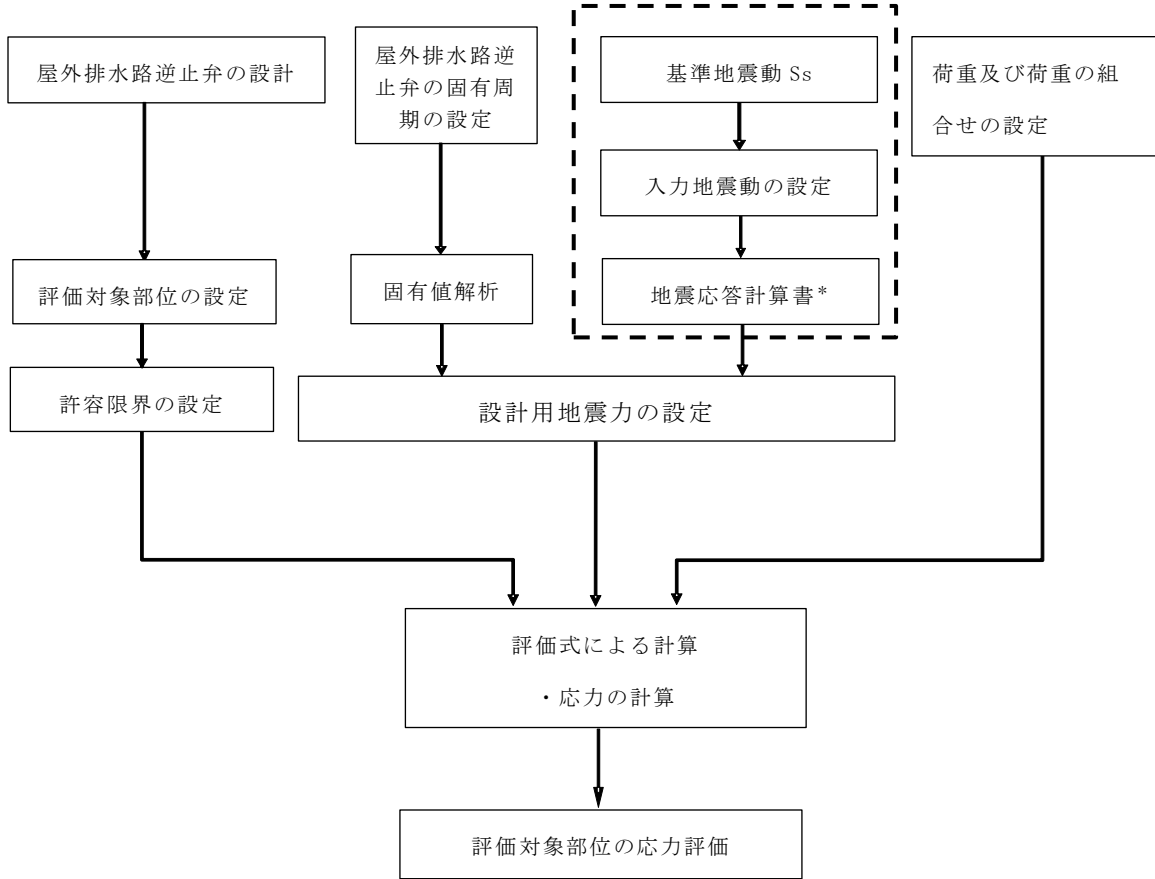 屋外排水路逆止弁の設計
屋外排水路逆
止弁の固有周
期の設定
基準地震動 Ss
荷重及び荷重の組
合せの設定
入力地震動の設定
評価対象部位の設定
固有値解析
地震応答計算書*
許容限界の設定
設計用地震力の設定
評価式による計算
・応力の計算
評価対象部位の応力評価